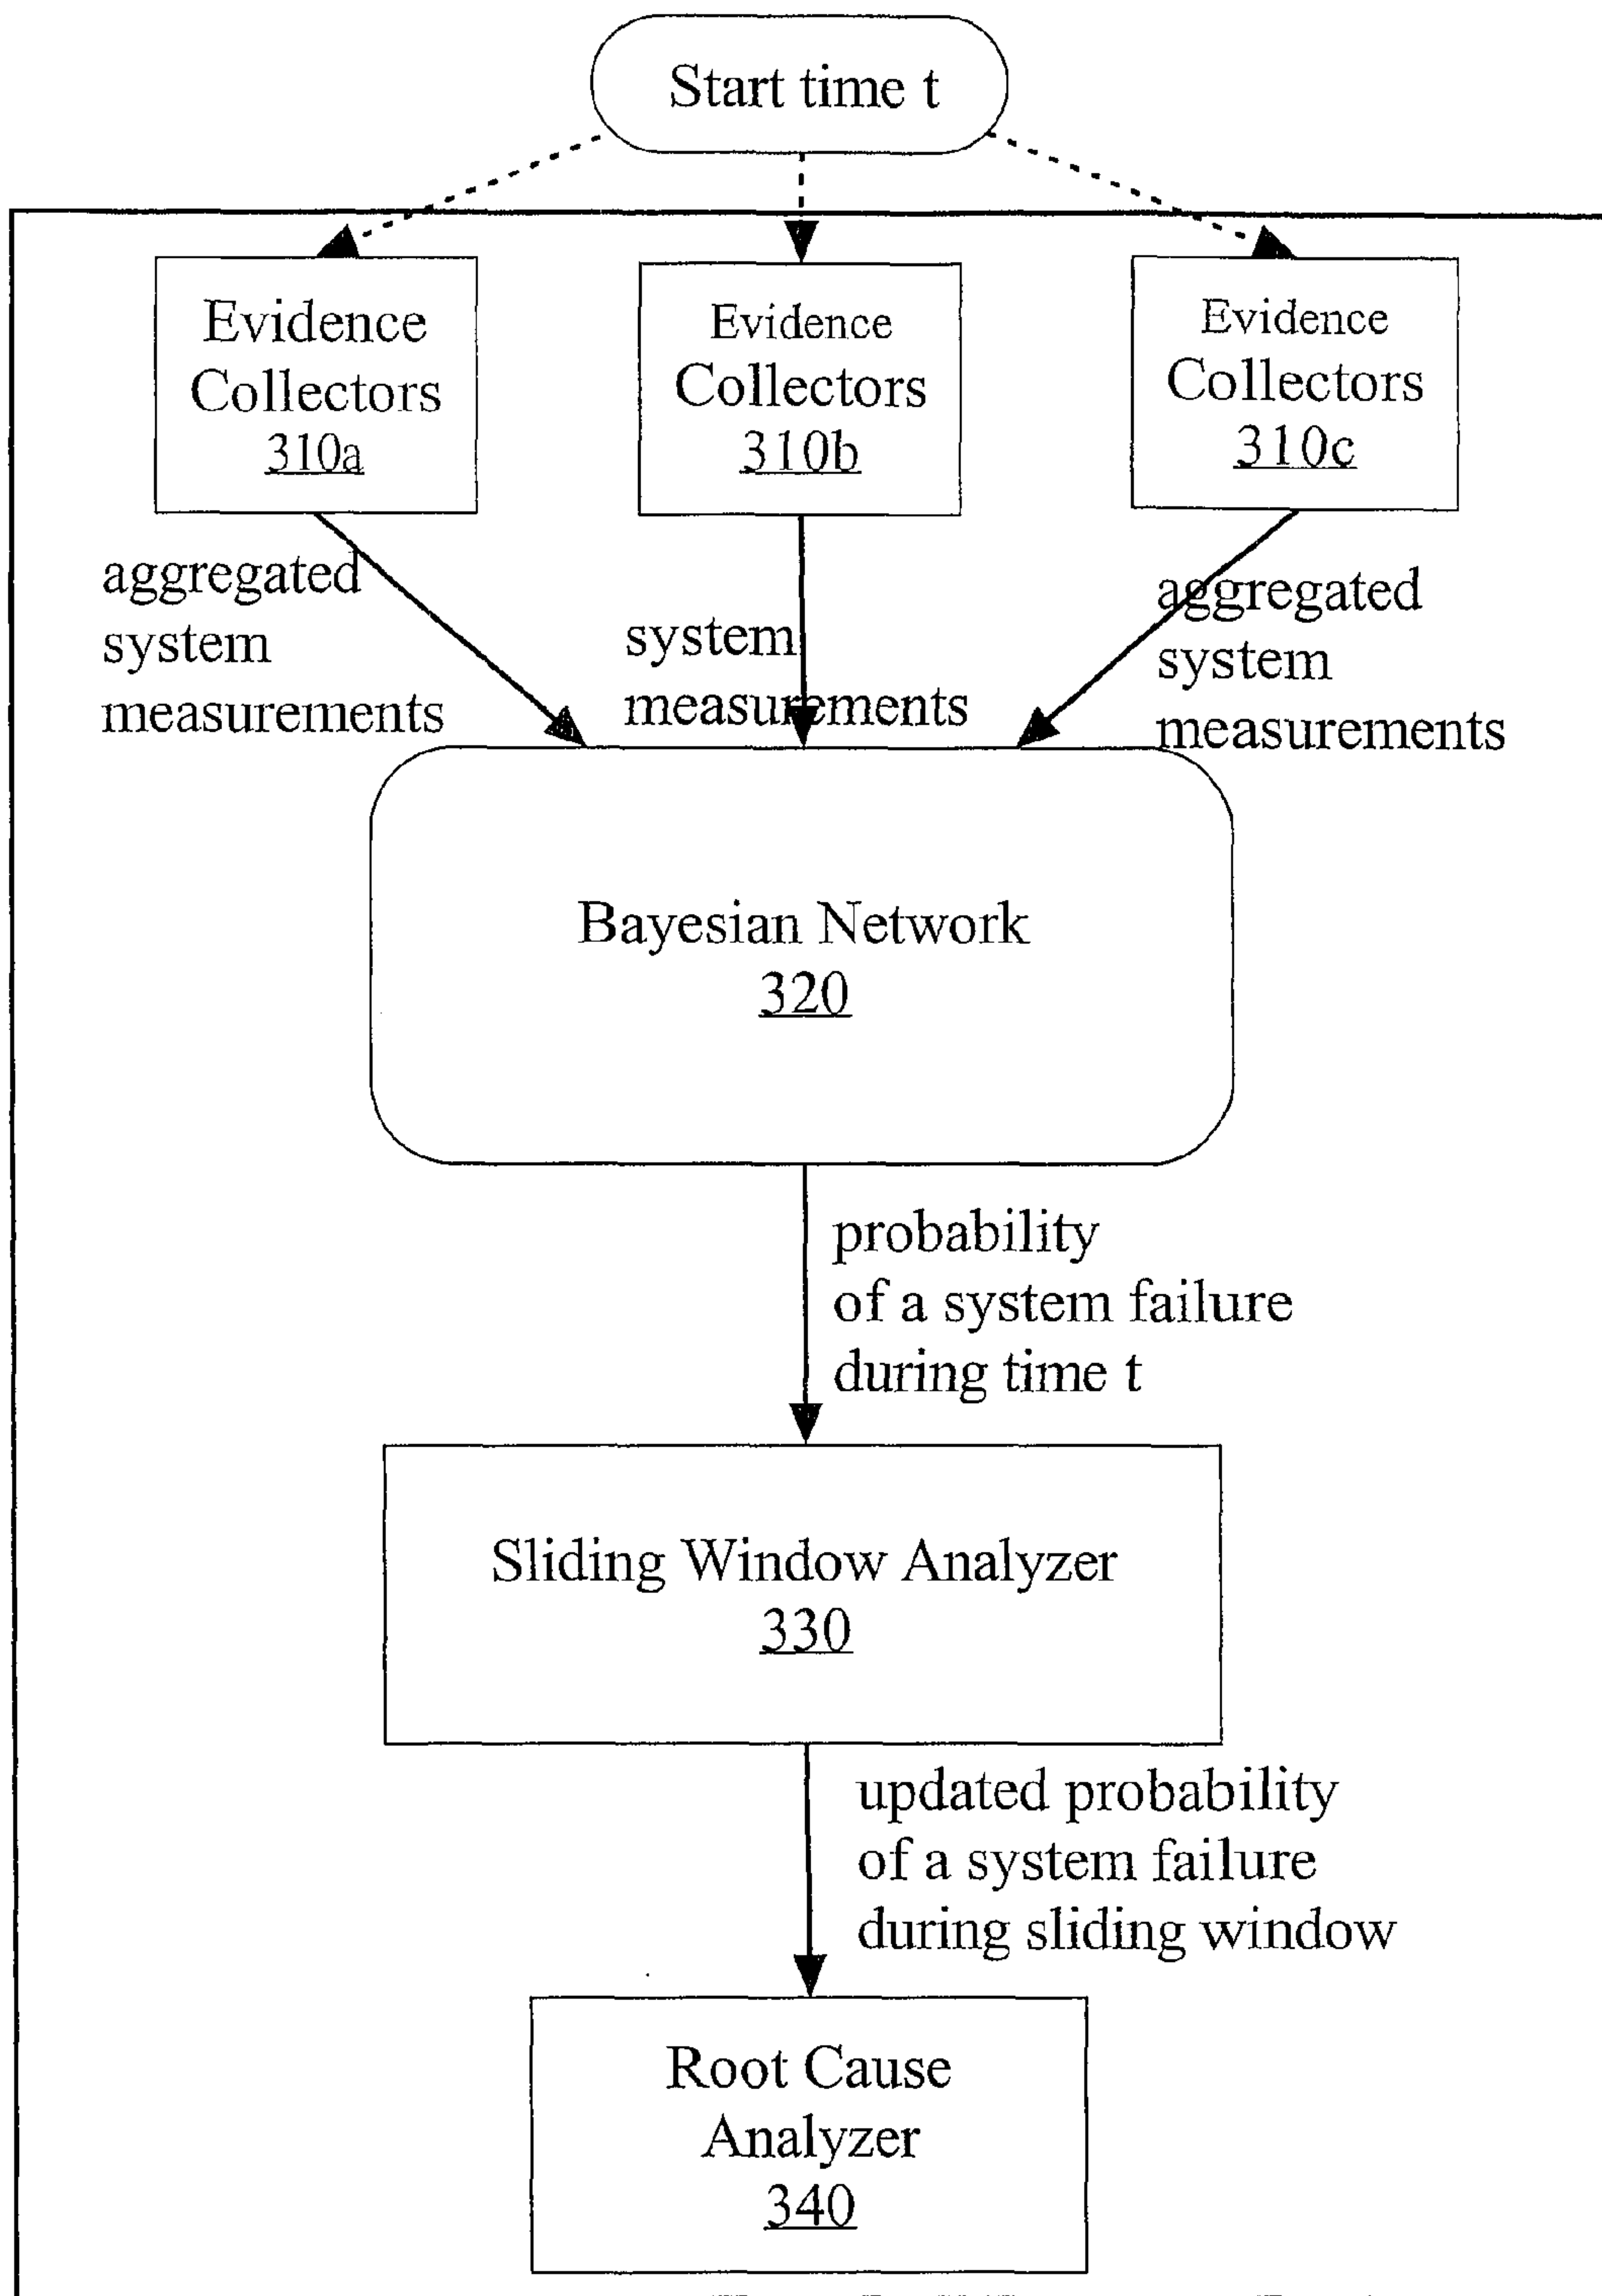 Start time t
Evidence
Collectors
310a
Evidence
Collectors
310b
Evidence
Collectors
310c
aggregated
system
measurements
system
measurements
aggregated
system
measurements
Bayesian Network
320
probability
of a system failure
during time t
Sliding Window Analyzer
330
updated probability
of a system failure
during sliding window
Root Cause
Analyzer
340